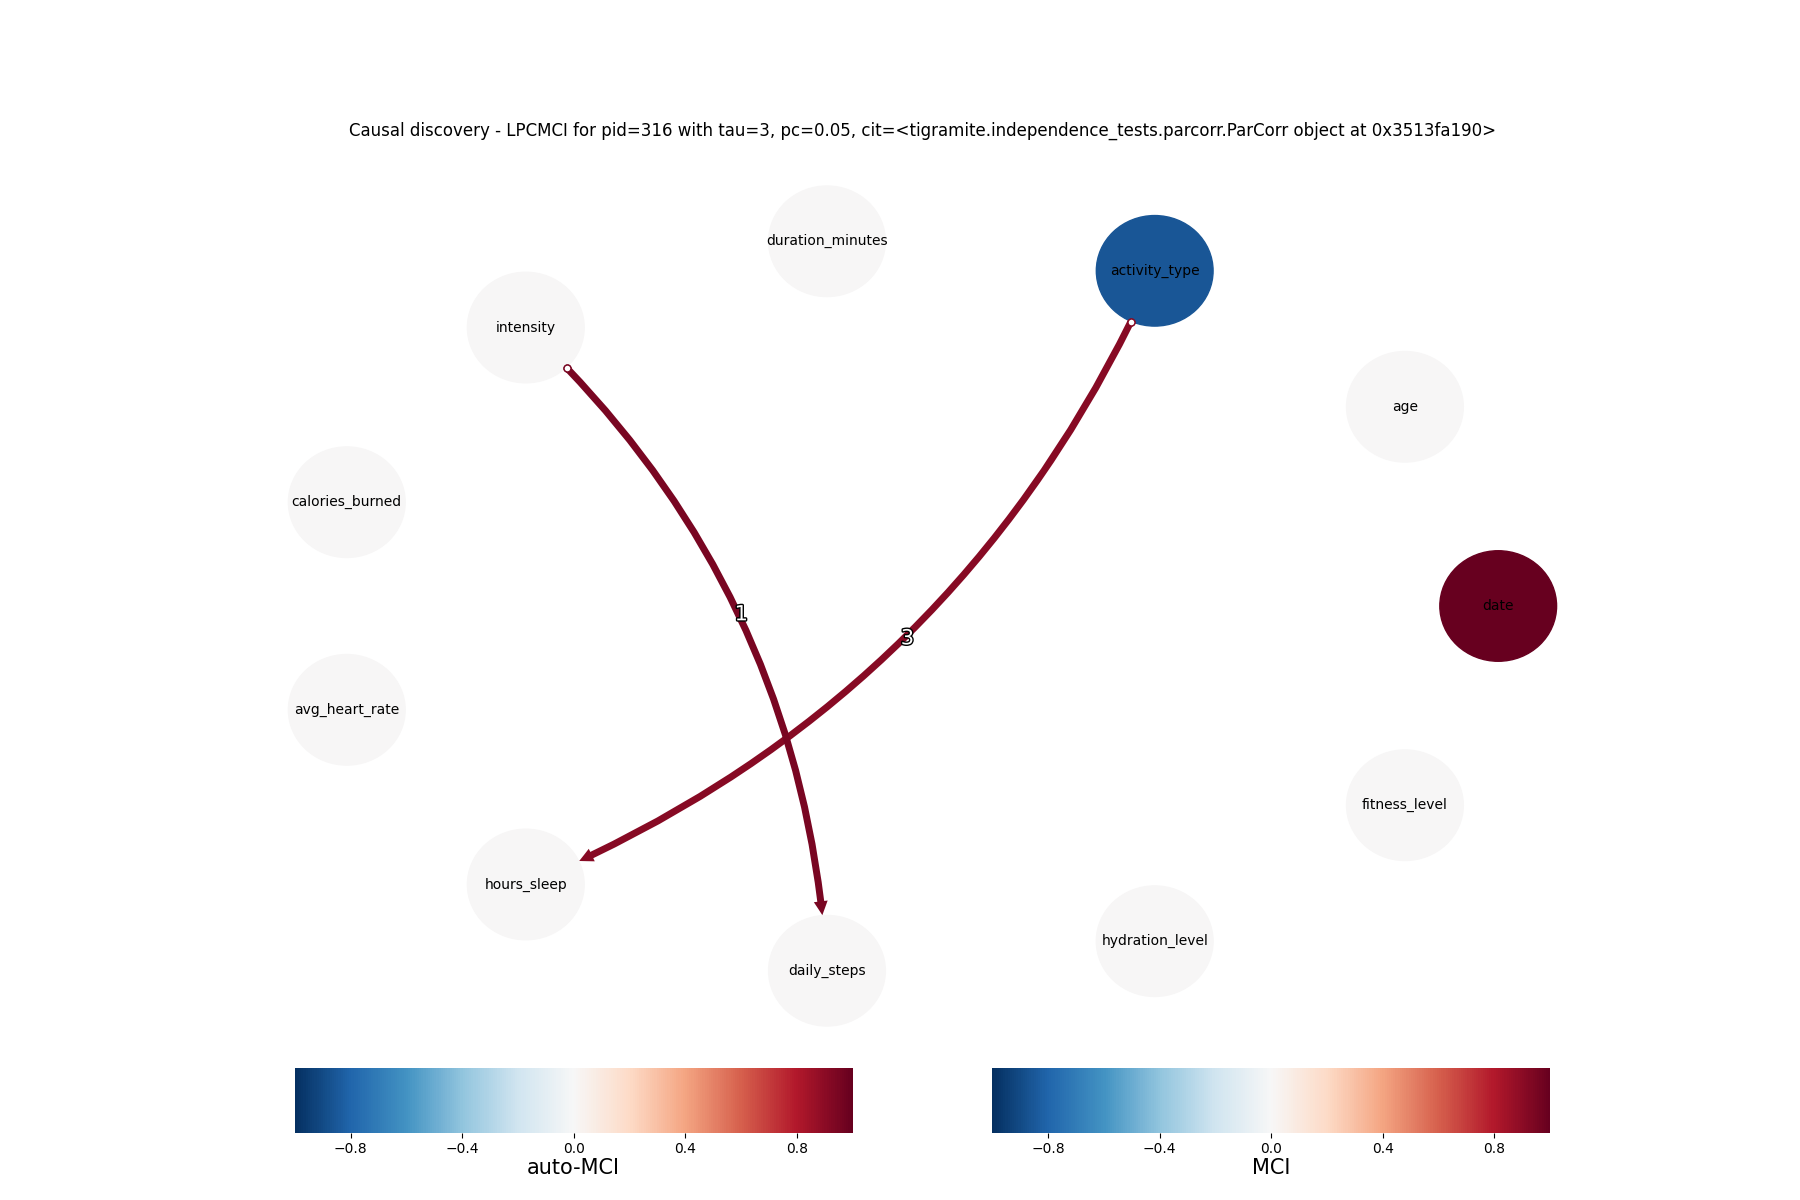 Causal discovery - LPCMCI for pid=316 with tau=3, pc=0.05, cit=<tigramite.independence_tests.parcorr.ParCorr object at 0x3513fa190>
duration_minutes
activity_type
intensity
age
calories_burned
date
1
3
avg_heart_rate
fitness_level
hours_sleep
hydration_level
daily_steps
−0.8 −0.4 0.0 0.4 0.8
auto-MCI
−0.8 −0.4 0.0 0.4 0.8
MCI